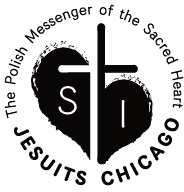 The Polish Messenger of the Sacred Heart
S I
JESUITS CHICAGO